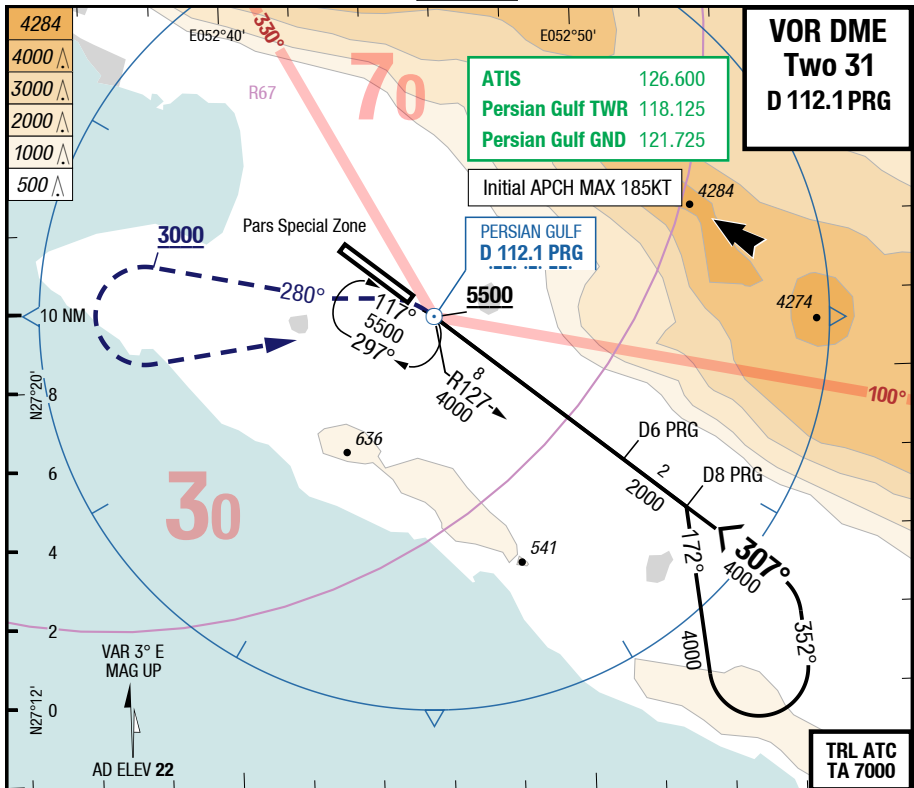 4284
4000
3000
2000
1000
500
E052°40'
E052°50'
330°
R67
70
VOR DME
Two 31
D 112.1 PRG
ATIS 126.600
Persian Gulf TWR 118.125
Persian Gulf GND 121.725
Initial APCH MAX 185KT
4284
Pars Special Zone
3000
PERSIAN GULF
D 112.1 PRG
5500
280°
117°
5500
297°
4274
10 NM
8
R127
4000
100°
N27°20'
8
D6 PRG
636
6
2
2000
D8 PRG
30
541
4
172°
307°
4000
352°
4000
2
VAR 3° E
MAG UP
N27°12'
0
AD ELEV 22
TRL ATC
TA 7000